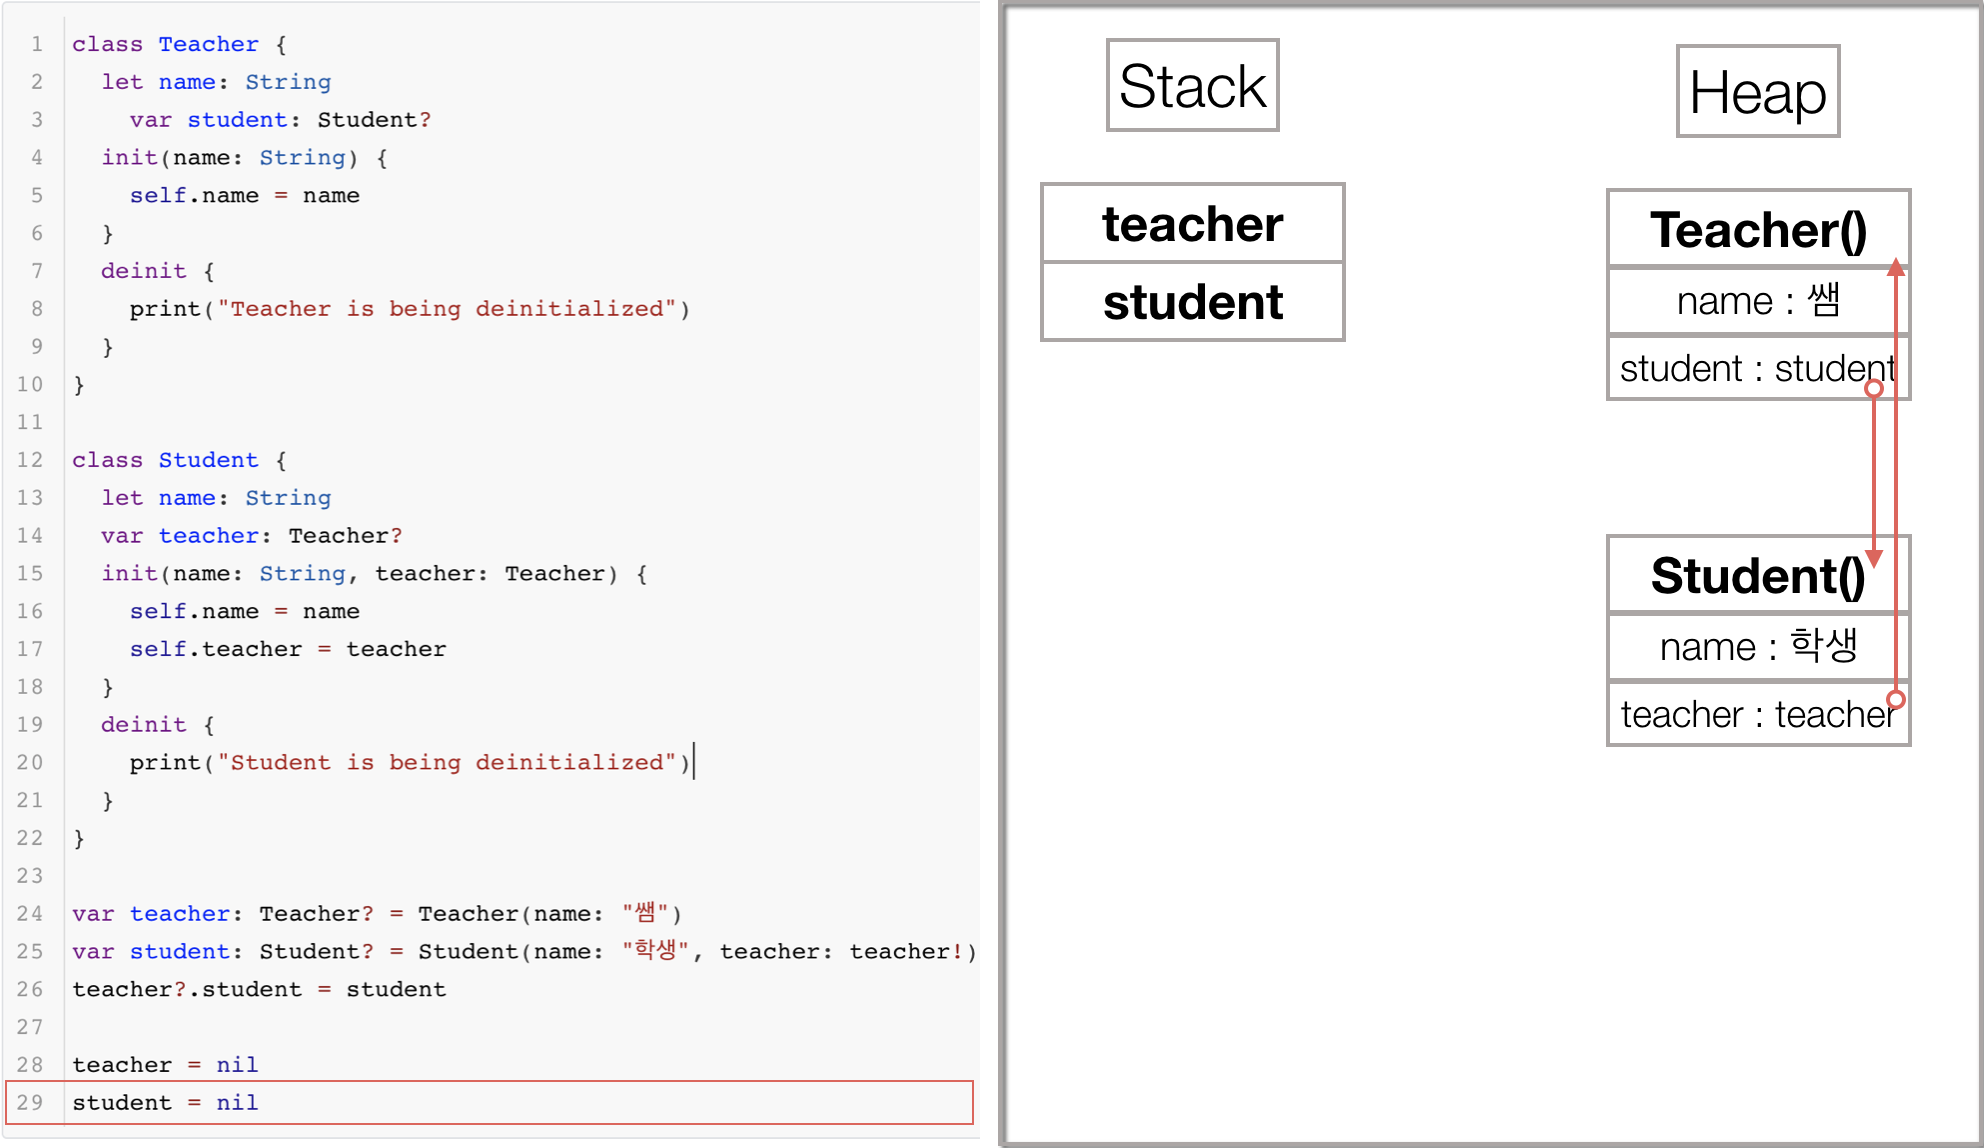 1 class Teacher {
2 let name: String
3 var student: Student?
4 init(name: String) {
5 self.name = name
6 }
7 deinit {
8 print("Teacher is being deinitialized")
9 }
10 }
11
12 class Student {
13 let name: String
14 var teacher: Teacher?
15 init(name: String, teacher: Teacher) {
16 self.name = name
17 self.teacher = teacher
18 }
19 deinit {
20 print("Student is being deinitialized")
21 }
22 }
23
24 var teacher: Teacher? = Teacher(name: "쌤")
25 var student: Student? = Student(name: "학생", teacher: teacher!)
26 teacher?.student = student
27
28 teacher = nil
29 student = nil
Stack
teacher
student
Heap
Teacher()
name : 쌤
student : student
Student()
name : 학생
teacher : teacher